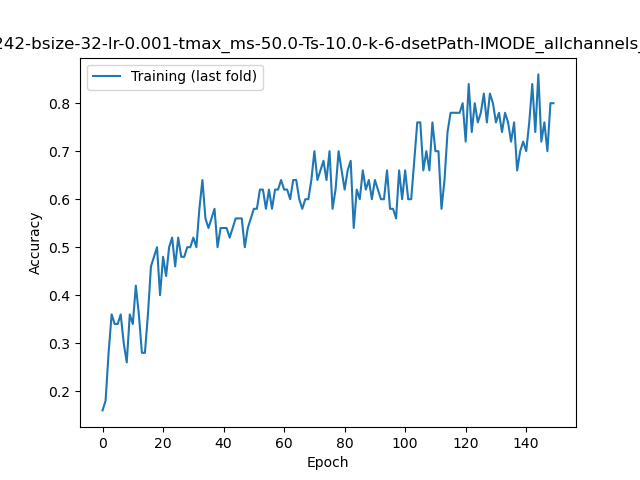 242-bsize-32-lr-0.001-tmax_ms-50.0-Ts-10.0-k-6-dsetPath-IMODE_allchannels_
Training (last fold)
0.8
0.7
0.6
0.5
0.4
0.3
0.2
Accuracy
0 20 40 60 80 100 120 140
Epoch